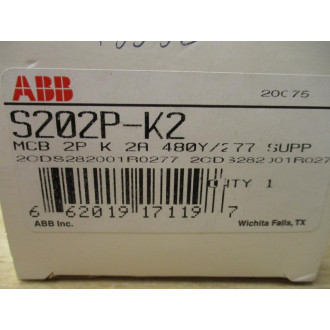 ABB
20C75
S202P-K2
MCB 2P K 2A 480Y/277 SUPP
2CDS282001R0277 2CDS282001R027
QTY 1
6 62019 17119 7
ABB Inc.
Wichita Falls, TX